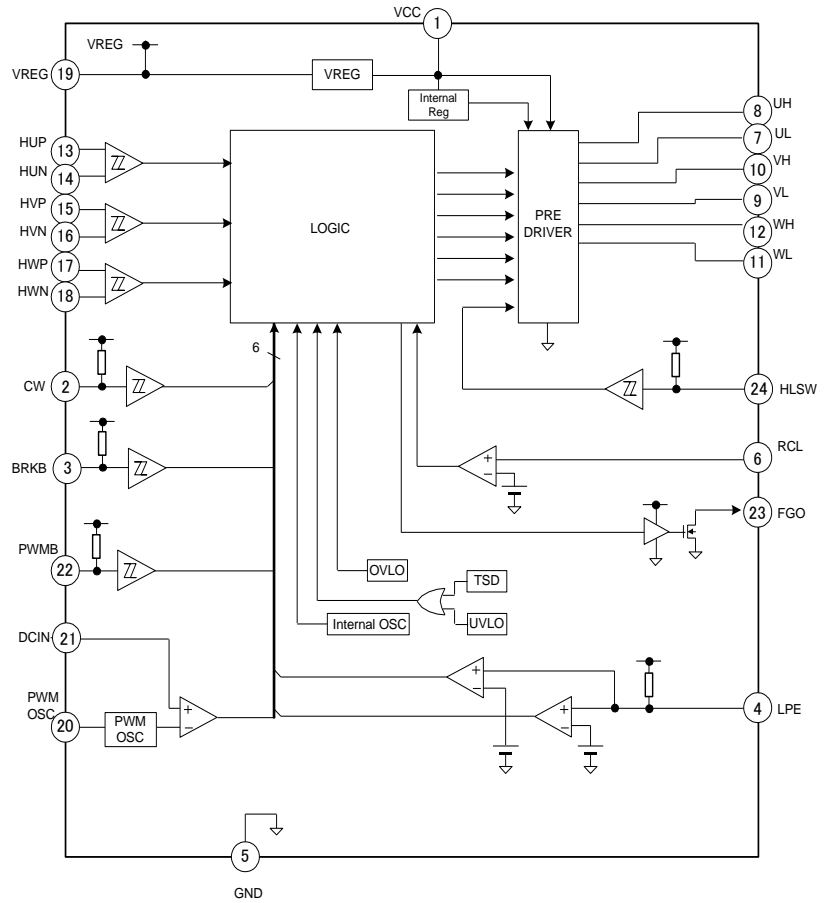 VCC
1
VREG
VREG 19
VREG
Internal
Reg
8 UH
7 UL
10 VH
9 VL
12 WH
11 WL
HUP 13
HUN 14
HVP 15
HVN 16
HWP 17
HWN 18
LOGIC
PRE
DRIVER
6
CW 2
24 HLSW
BRKB 3
+
-
6 RCL
23 FGO
PWMB 22
OVLO
TSD
Internal OSC
UVLO
DCIN 21
+
-
+
-
4 LPE
PWM
OSC 20
PWM
OSC
+
-
5
GND